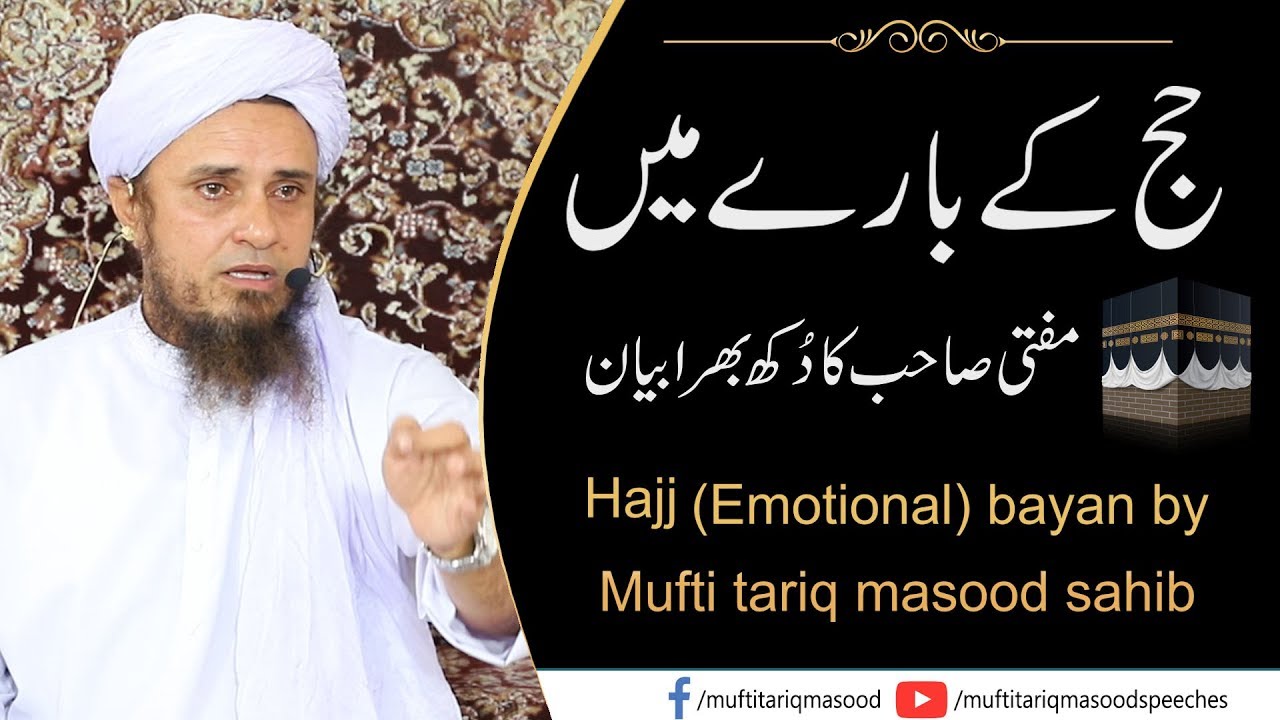 حج کے بارے میں
مفتی صاحب کا دُکھ بھرا بیان
Hajj (Emotional) bayan by
Mufti tariq masood sahib
/muftitariqmasood /muftitariqmasoodspeeches